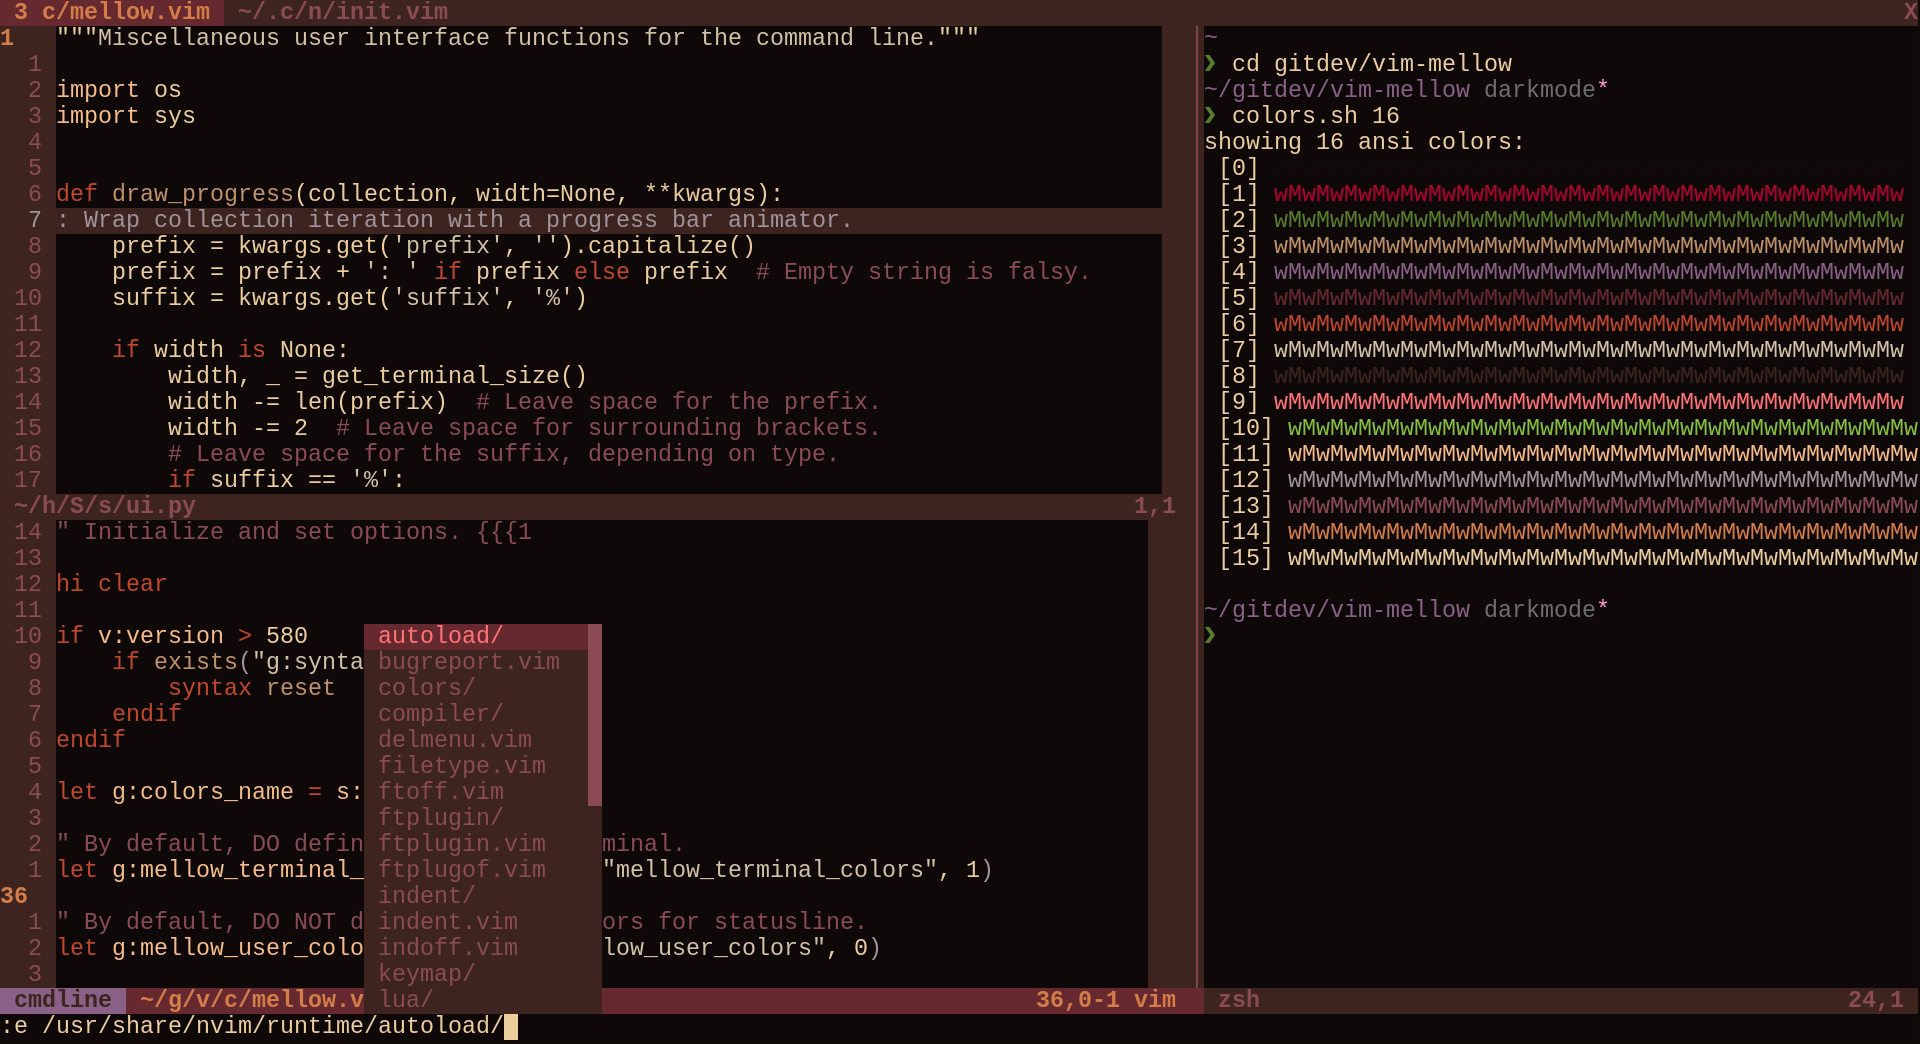 3 c/mellow.vim  ~/.c/n/init.vim X
1 """Miscellaneous user interface functions for the command line."""
1
2 import os
3 import sys
4
5
6 def draw_progress(collection, width=None, **kwargs):
7 : Wrap collection iteration with a progress bar animator.
8     prefix = kwargs.get('prefix', '').capitalize()
9     prefix = prefix + ': ' if prefix else prefix  # Empty string is falsy.
10     suffix = kwargs.get('suffix', '%')
11
12     if width is None:
13         width, _ = get_terminal_size()
14         width -= len(prefix)  # Leave space for the prefix.
15         width -= 2  # Leave space for surrounding brackets.
16         # Leave space for the suffix, depending on type.
17         if suffix == '%':
~/h/S/s/ui.py 1,1
14 " Initialize and set options. {{{1
13
12 hi clear
11
10 if v:version > 580
9     if exists("g:synta
8         syntax reset
7     endif
6 endif
5
4 let g:colors_name = s:
3
2 " By default, DO defin minal.
1 let g:mellow_terminal_ "mellow_terminal_colors", 1)
36
1 " By default, DO NOT d ors for statusline.
2 let g:mellow_user_colo low_user_colors", 0)
3
autoload/
bugreport.vim
colors/
compiler/
delmenu.vim
filetype.vim
ftoff.vim
ftplugin/
ftplugin.vim
ftplugof.vim
indent/
indent.vim
indoff.vim
keymap/
lua/
cmdline ~/g/v/c/mellow.v 36,0-1 vim
:e /usr/share/nvim/runtime/autoload/
~
❯ cd gitdev/vim-mellow
~/gitdev/vim-mellow darkmode*
❯ colors.sh 16
showing 16 ansi colors:
[0]
[1] wMwMwMwMwMwMwMwMwMwMwMwMwMwMwMwMwMwMwMwMwMwMw
[2] wMwMwMwMwMwMwMwMwMwMwMwMwMwMwMwMwMwMwMwMwMwMw
[3] wMwMwMwMwMwMwMwMwMwMwMwMwMwMwMwMwMwMwMwMwMwMw
[4] wMwMwMwMwMwMwMwMwMwMwMwMwMwMwMwMwMwMwMwMwMwMw
[5] wMwMwMwMwMwMwMwMwMwMwMwMwMwMwMwMwMwMwMwMwMwMw
[6] wMwMwMwMwMwMwMwMwMwMwMwMwMwMwMwMwMwMwMwMwMwMw
[7] wMwMwMwMwMwMwMwMwMwMwMwMwMwMwMwMwMwMwMwMwMwMw
[8] wMwMwMwMwMwMwMwMwMwMwMwMwMwMwMwMwMwMwMwMwMwMw
[9] wMwMwMwMwMwMwMwMwMwMwMwMwMwMwMwMwMwMwMwMwMwMw
[10] wMwMwMwMwMwMwMwMwMwMwMwMwMwMwMwMwMwMwMwMwMwMw
[11] wMwMwMwMwMwMwMwMwMwMwMwMwMwMwMwMwMwMwMwMwMwMw
[12] wMwMwMwMwMwMwMwMwMwMwMwMwMwMwMwMwMwMwMwMwMwMw
[13] wMwMwMwMwMwMwMwMwMwMwMwMwMwMwMwMwMwMwMwMwMwMw
[14] wMwMwMwMwMwMwMwMwMwMwMwMwMwMwMwMwMwMwMwMwMwMw
[15] wMwMwMwMwMwMwMwMwMwMwMwMwMwMwMwMwMwMwMwMwMwMw
~/gitdev/vim-mellow darkmode*
❯
zsh 24,1